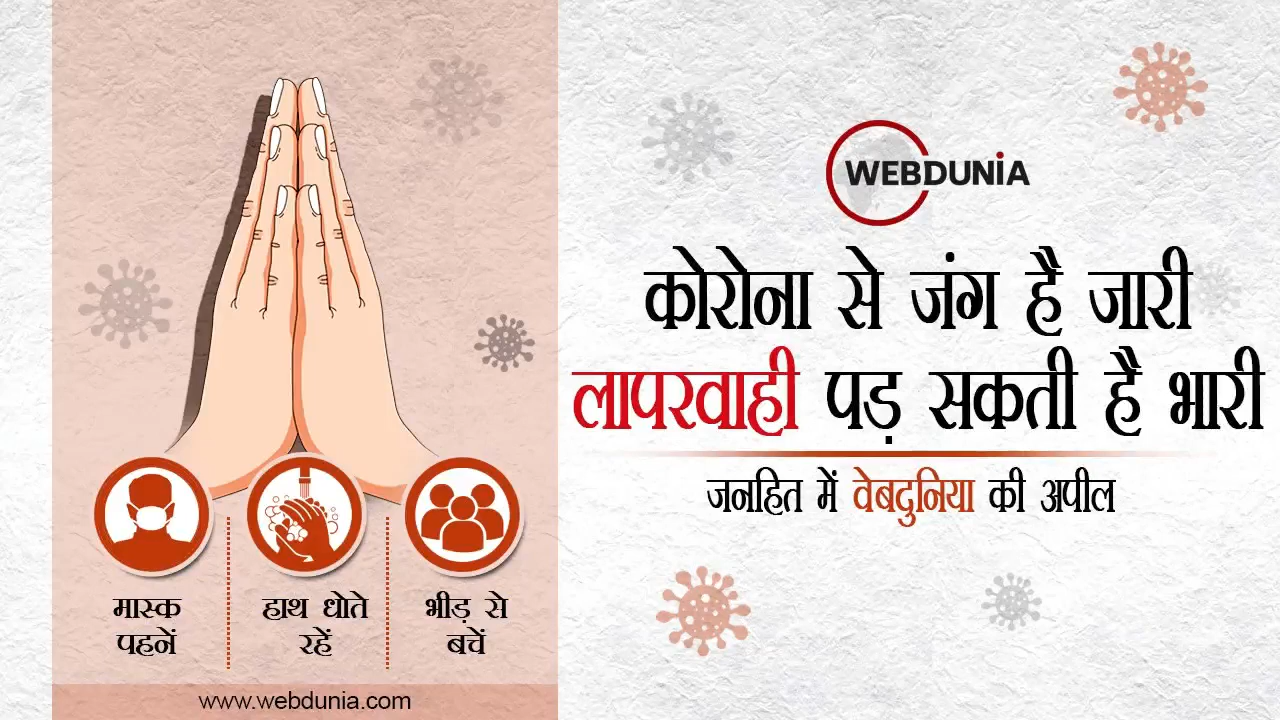 WEBDUNIA
कोरोना से जंग है जारी
लापरवाही पड़ सकती है भारी
जनहित में वेबदुनिया की अपील
मास्क
पहनें
हाथ धोते
रहें
भीड़ से
बचें
www.webdunia.com